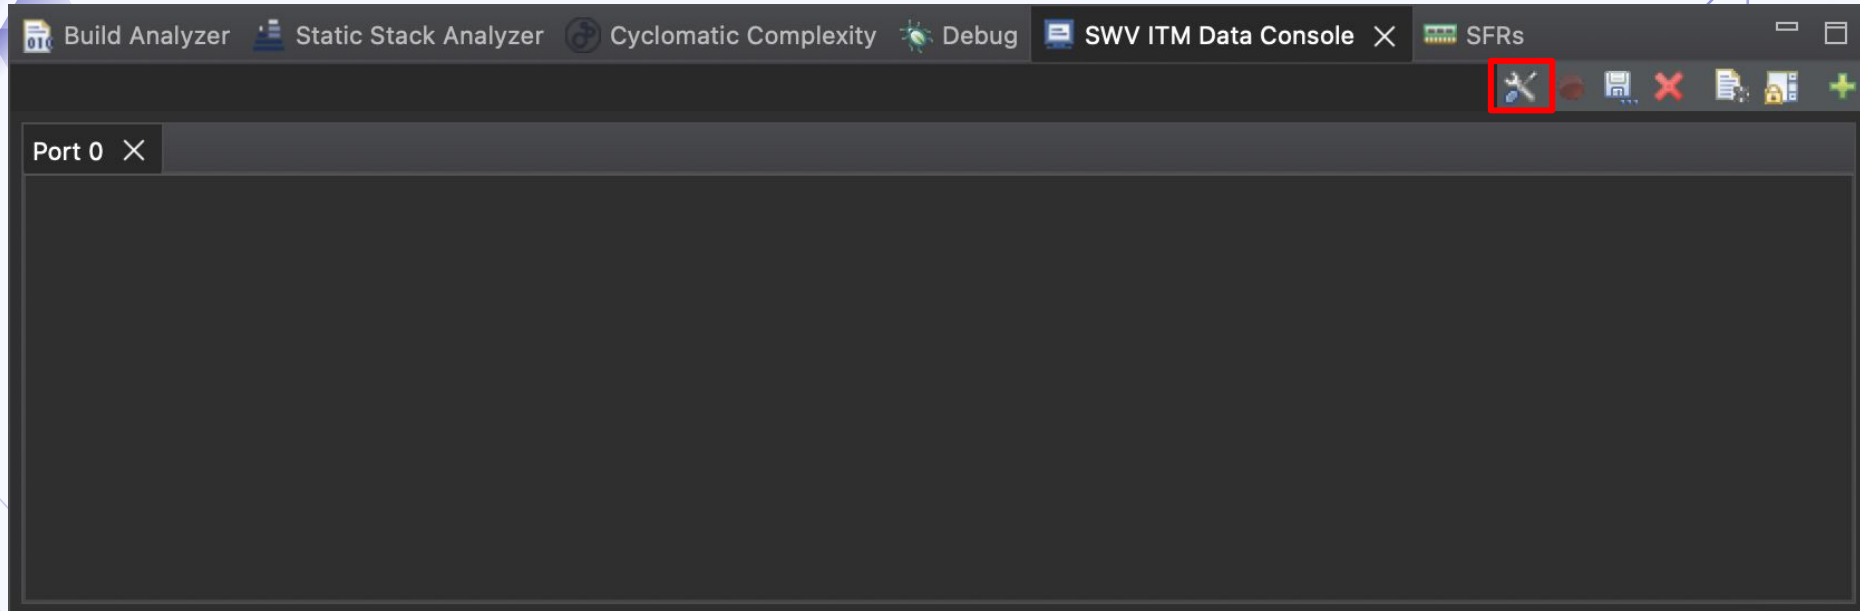 Build Analyzer Static Stack Analyzer Cyclomatic Complexity Debug SWV ITM Data Console SFRs
Port 0